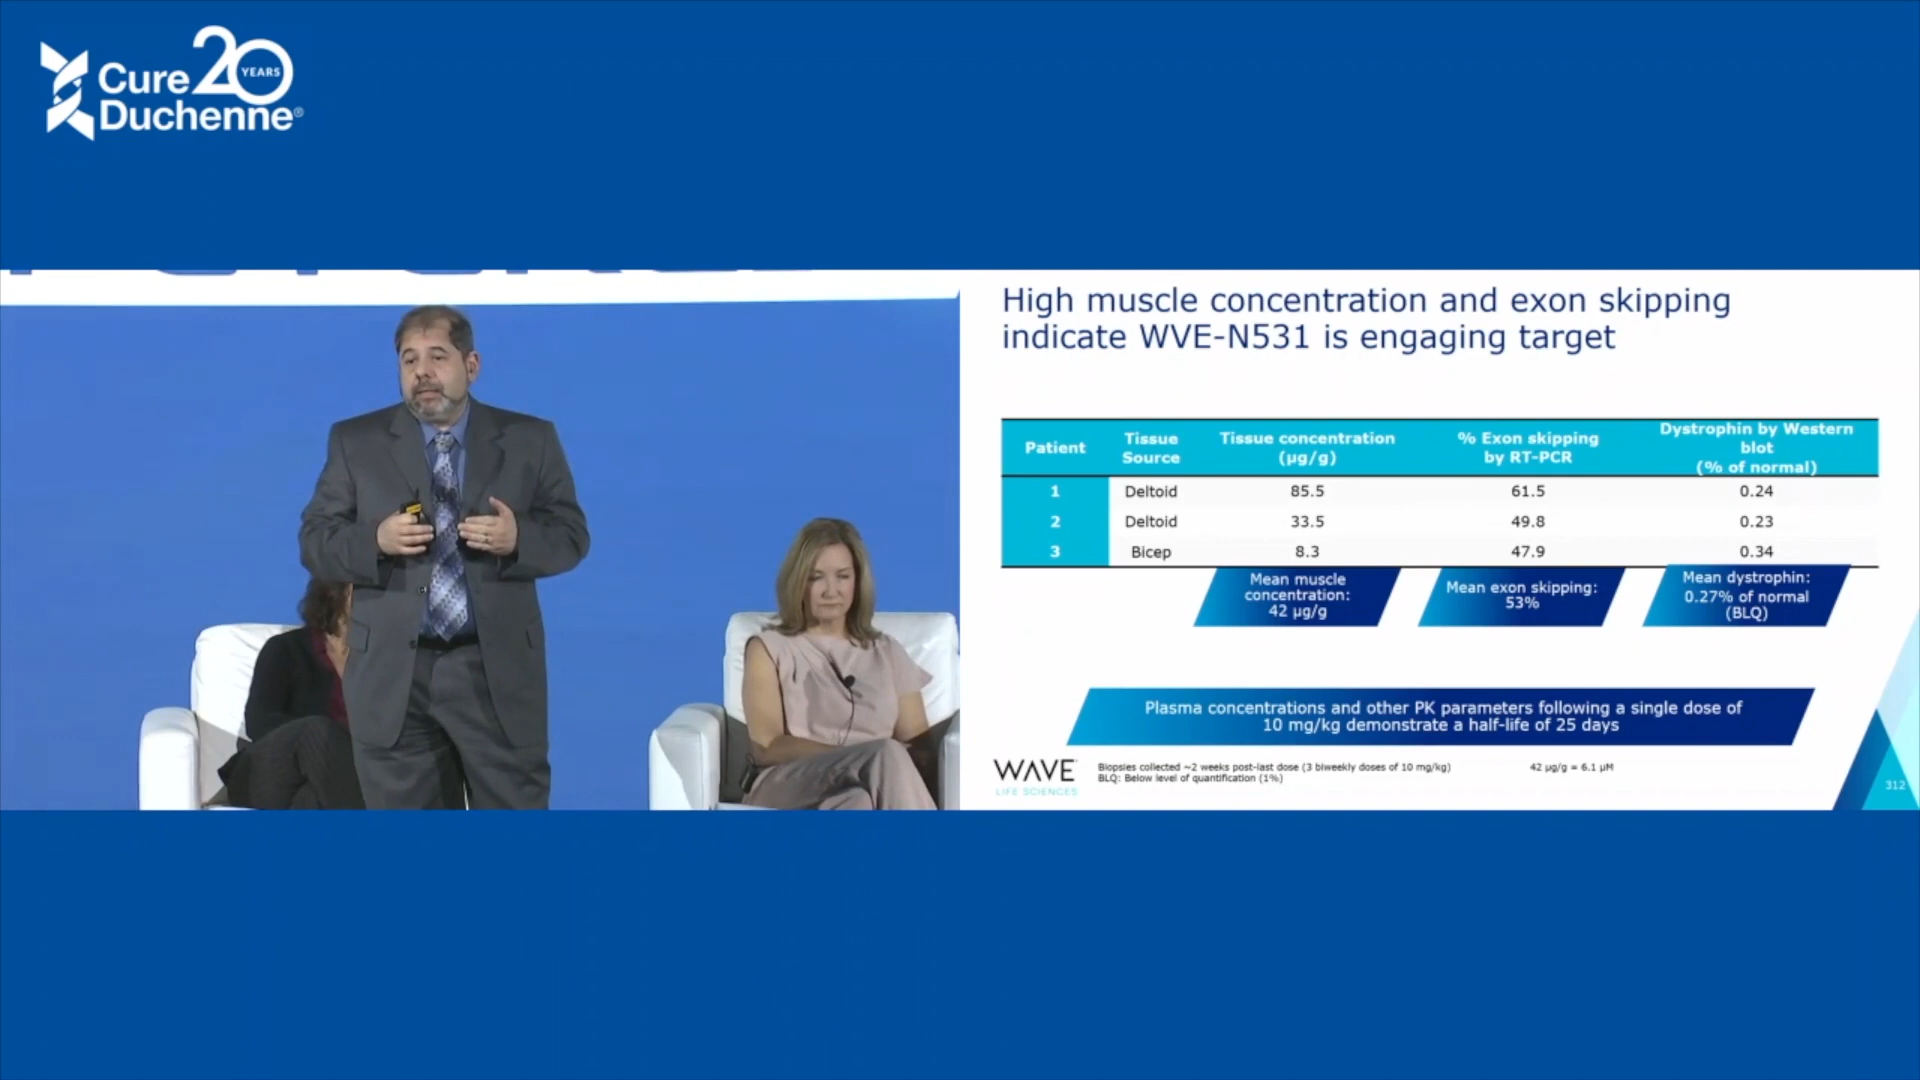 Cure 20 YEARS
Duchenne®
High muscle concentration and exon skipping
indicate WVE-N531 is engaging target
Patient Tissue Source Tissue concentration (µg/g) % Exon skipping by RT-PCR Dystrophin by Western blot (% of normal)
1 Deltoid 85.5 61.5 0.24
2 Deltoid 33.5 49.8 0.23
3 Bicep 8.3 47.9 0.34
Mean muscle
concentration:
42 µg/g
Mean exon skipping:
53%
Mean dystrophin:
0.27% of normal
(BLQ)
Plasma concentrations and other PK parameters following a single dose of
10 mg/kg demonstrate a half-life of 25 days
WAVE
LIFE SCIENCES
Biopsies collected ~2 weeks post-last dose (3 biweekly doses of 10 mg/kg) 42 µg/g = 6.1 µM
BLQ: Below level of quantification (1%)
312